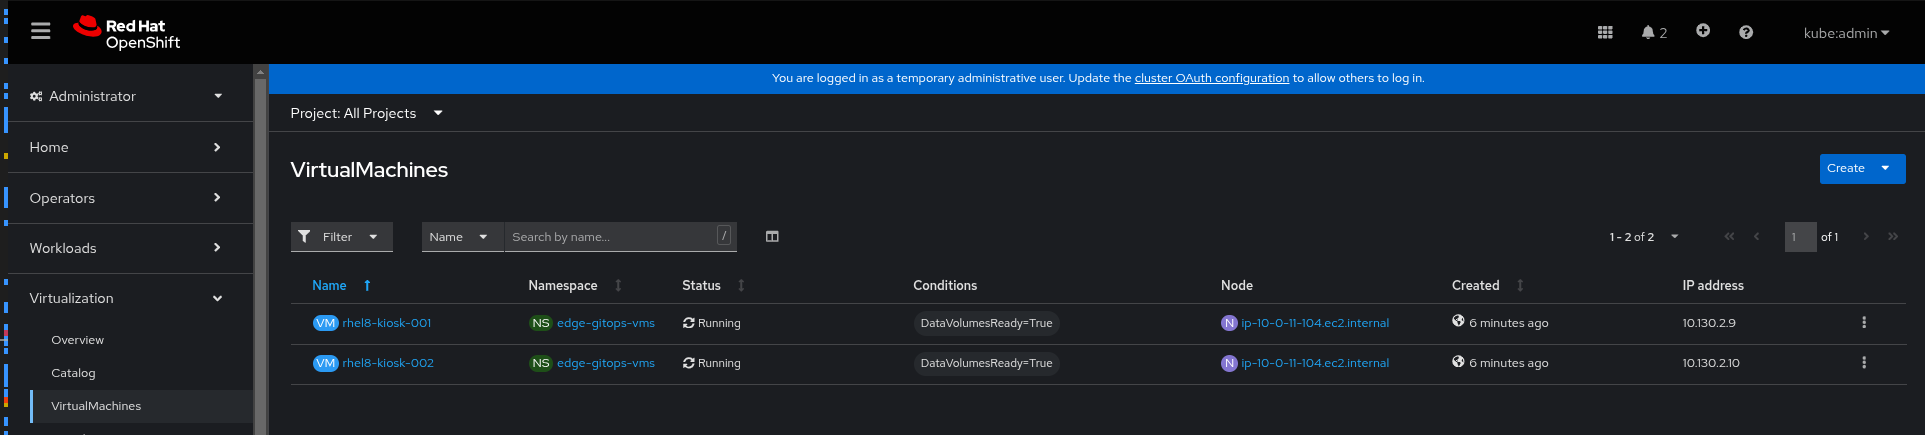 Red Hat
OpenShift
2
kube:admin
You are logged in as a temporary administrative user. Update the cluster OAuth configuration to allow others to log in.
Administrator
Home
Operators
Workloads
Virtualization
Overview
Catalog
VirtualMachines
Project: All Projects
VirtualMachines
Create
Filter
Name
Search by name...
/
1 - 2 of 2
1
of 1
Name Namespace Status Conditions Node Created IP address
VM rhel8-kiosk-001 NS edge-gitops-vms Running DataVolumesReady=True N ip-10-0-11-104.ec2.internal 6 minutes ago 10.130.2.9
VM rhel8-kiosk-002 NS edge-gitops-vms Running DataVolumesReady=True N ip-10-0-11-104.ec2.internal 6 minutes ago 10.130.2.10